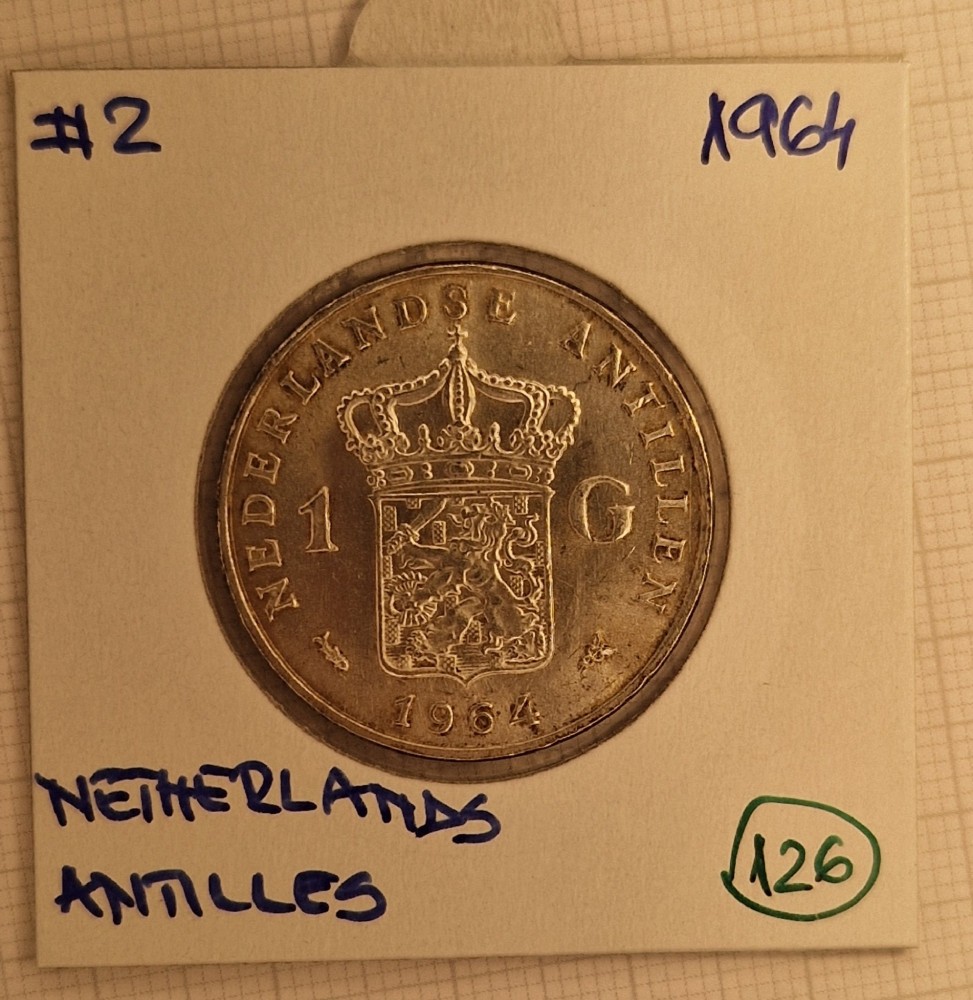 #2
1964
NEDERLANDSE ANTILLEN
1 G
1964
NETHERLANDS
ANTILLES
126